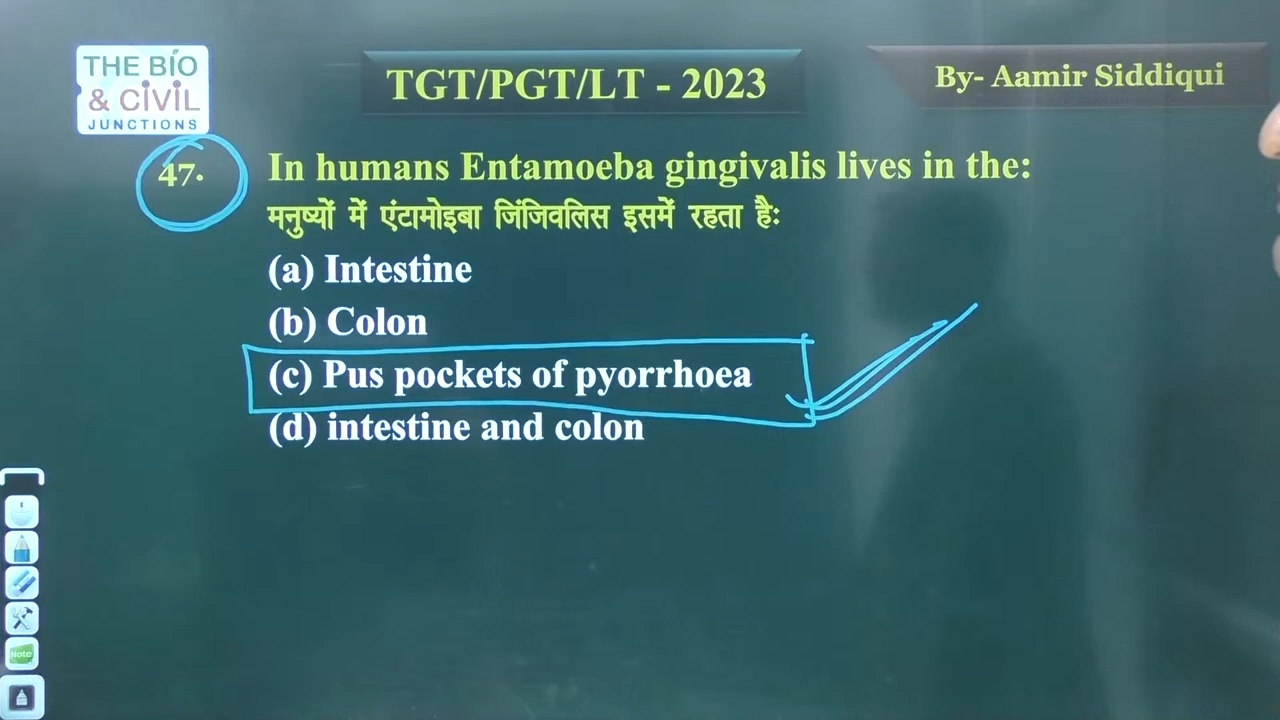 THE BIO
& CIVIL
JUNCTIONS
TGT/PGT/LT - 2023
By- Aamir Siddiqui
47. In humans Entamoeba gingivalis lives in the:
मनुष्यों में एंटामोइबा जिंजिवलिस इसमें रहता है:
(a) Intestine
(b) Colon
(c) Pus pockets of pyorrhoea
(d) intestine and colon
Note